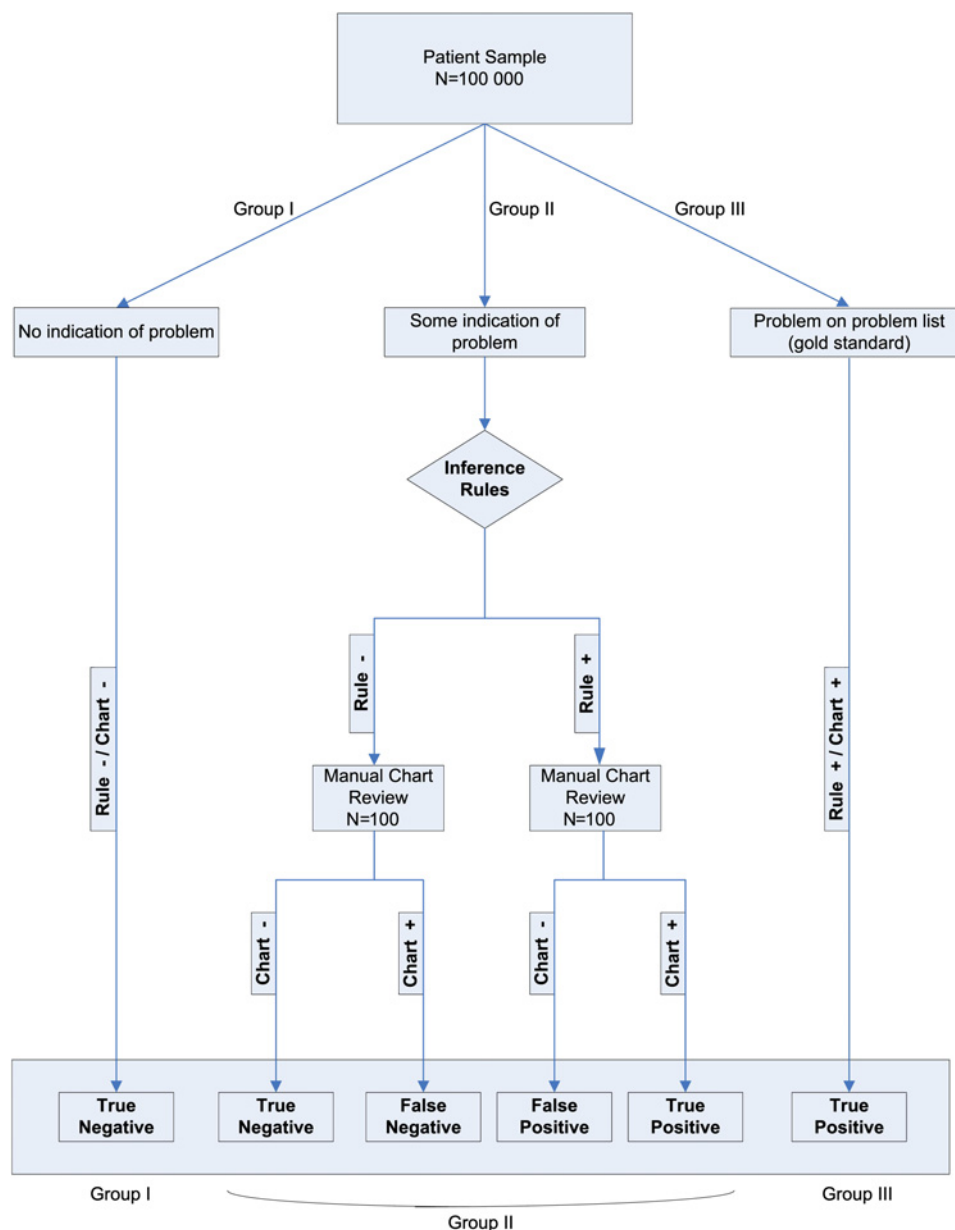 Patient Sample
N=100 000
Group I
Group II
Group III
No indication of problem
Some indication of
problem
Problem on problem list
(gold standard)
Inference
Rules
Rule - / Chart -
Rule -
Rule +
Rule + / Chart +
Manual Chart
Review
N=100
Manual Chart
Review
N=100
Chart -
Chart +
Chart -
Chart +
True
Negative
True
Negative
False
Negative
False
Positive
True
Positive
True
Positive
Group I
Group II
Group III